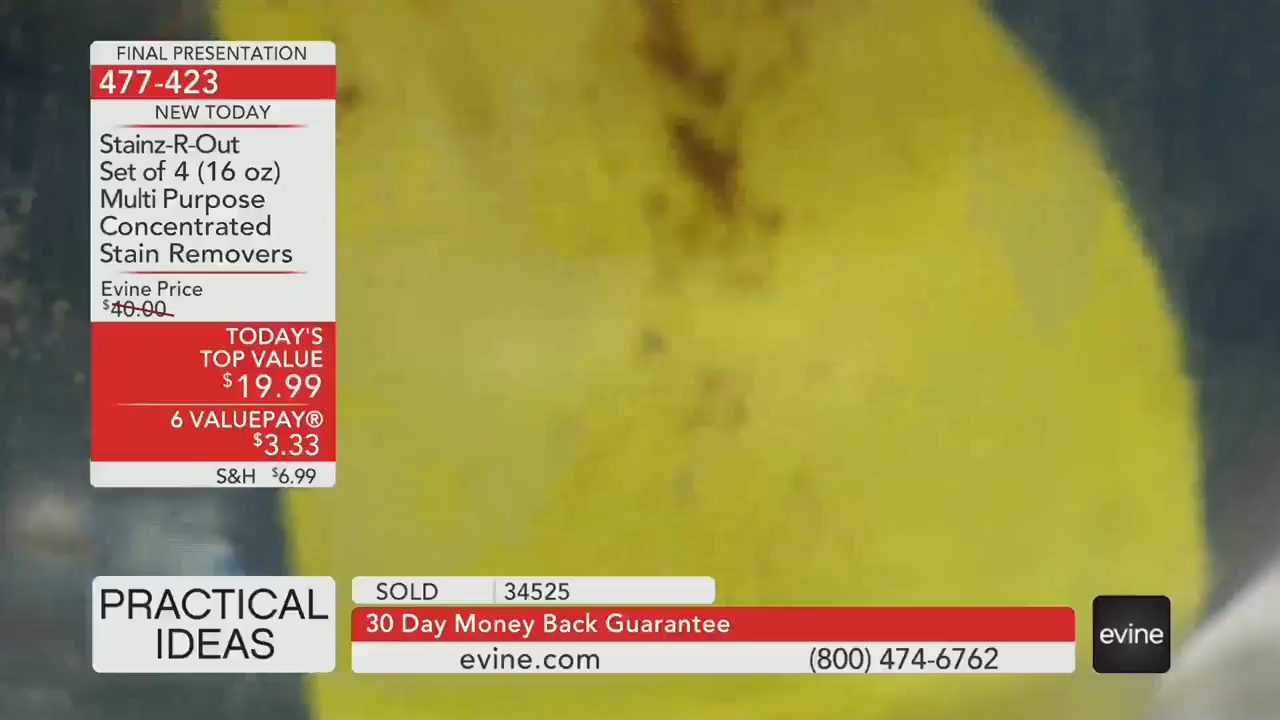 FINAL PRESENTATION
477-423
NEW TODAY
Stainz-R-Out
Set of 4 (16 oz)
Multi Purpose
Concentrated
Stain Removers
Evine Price
$40.00
TODAY'S
TOP VALUE
$19.99
6 VALUEPAY®
$3.33
S&H $6.99
PRACTICAL
IDEAS
SOLD 34525
30 Day Money Back Guarantee
evine.com (800) 474-6762
evine